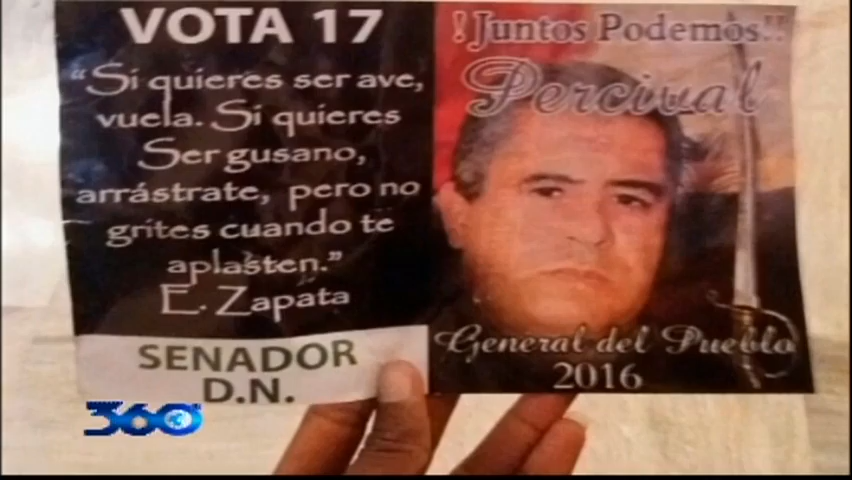 VOTA 17
"Si quieres ser ave,
vuela. Si quieres
Ser gusano,
arrástrate, pero no
grites cuando te
aplasten."
E. Zapata
SENADOR
D.N.
!Juntos Podemos!!
Percival
General del Pueblo
2016
360